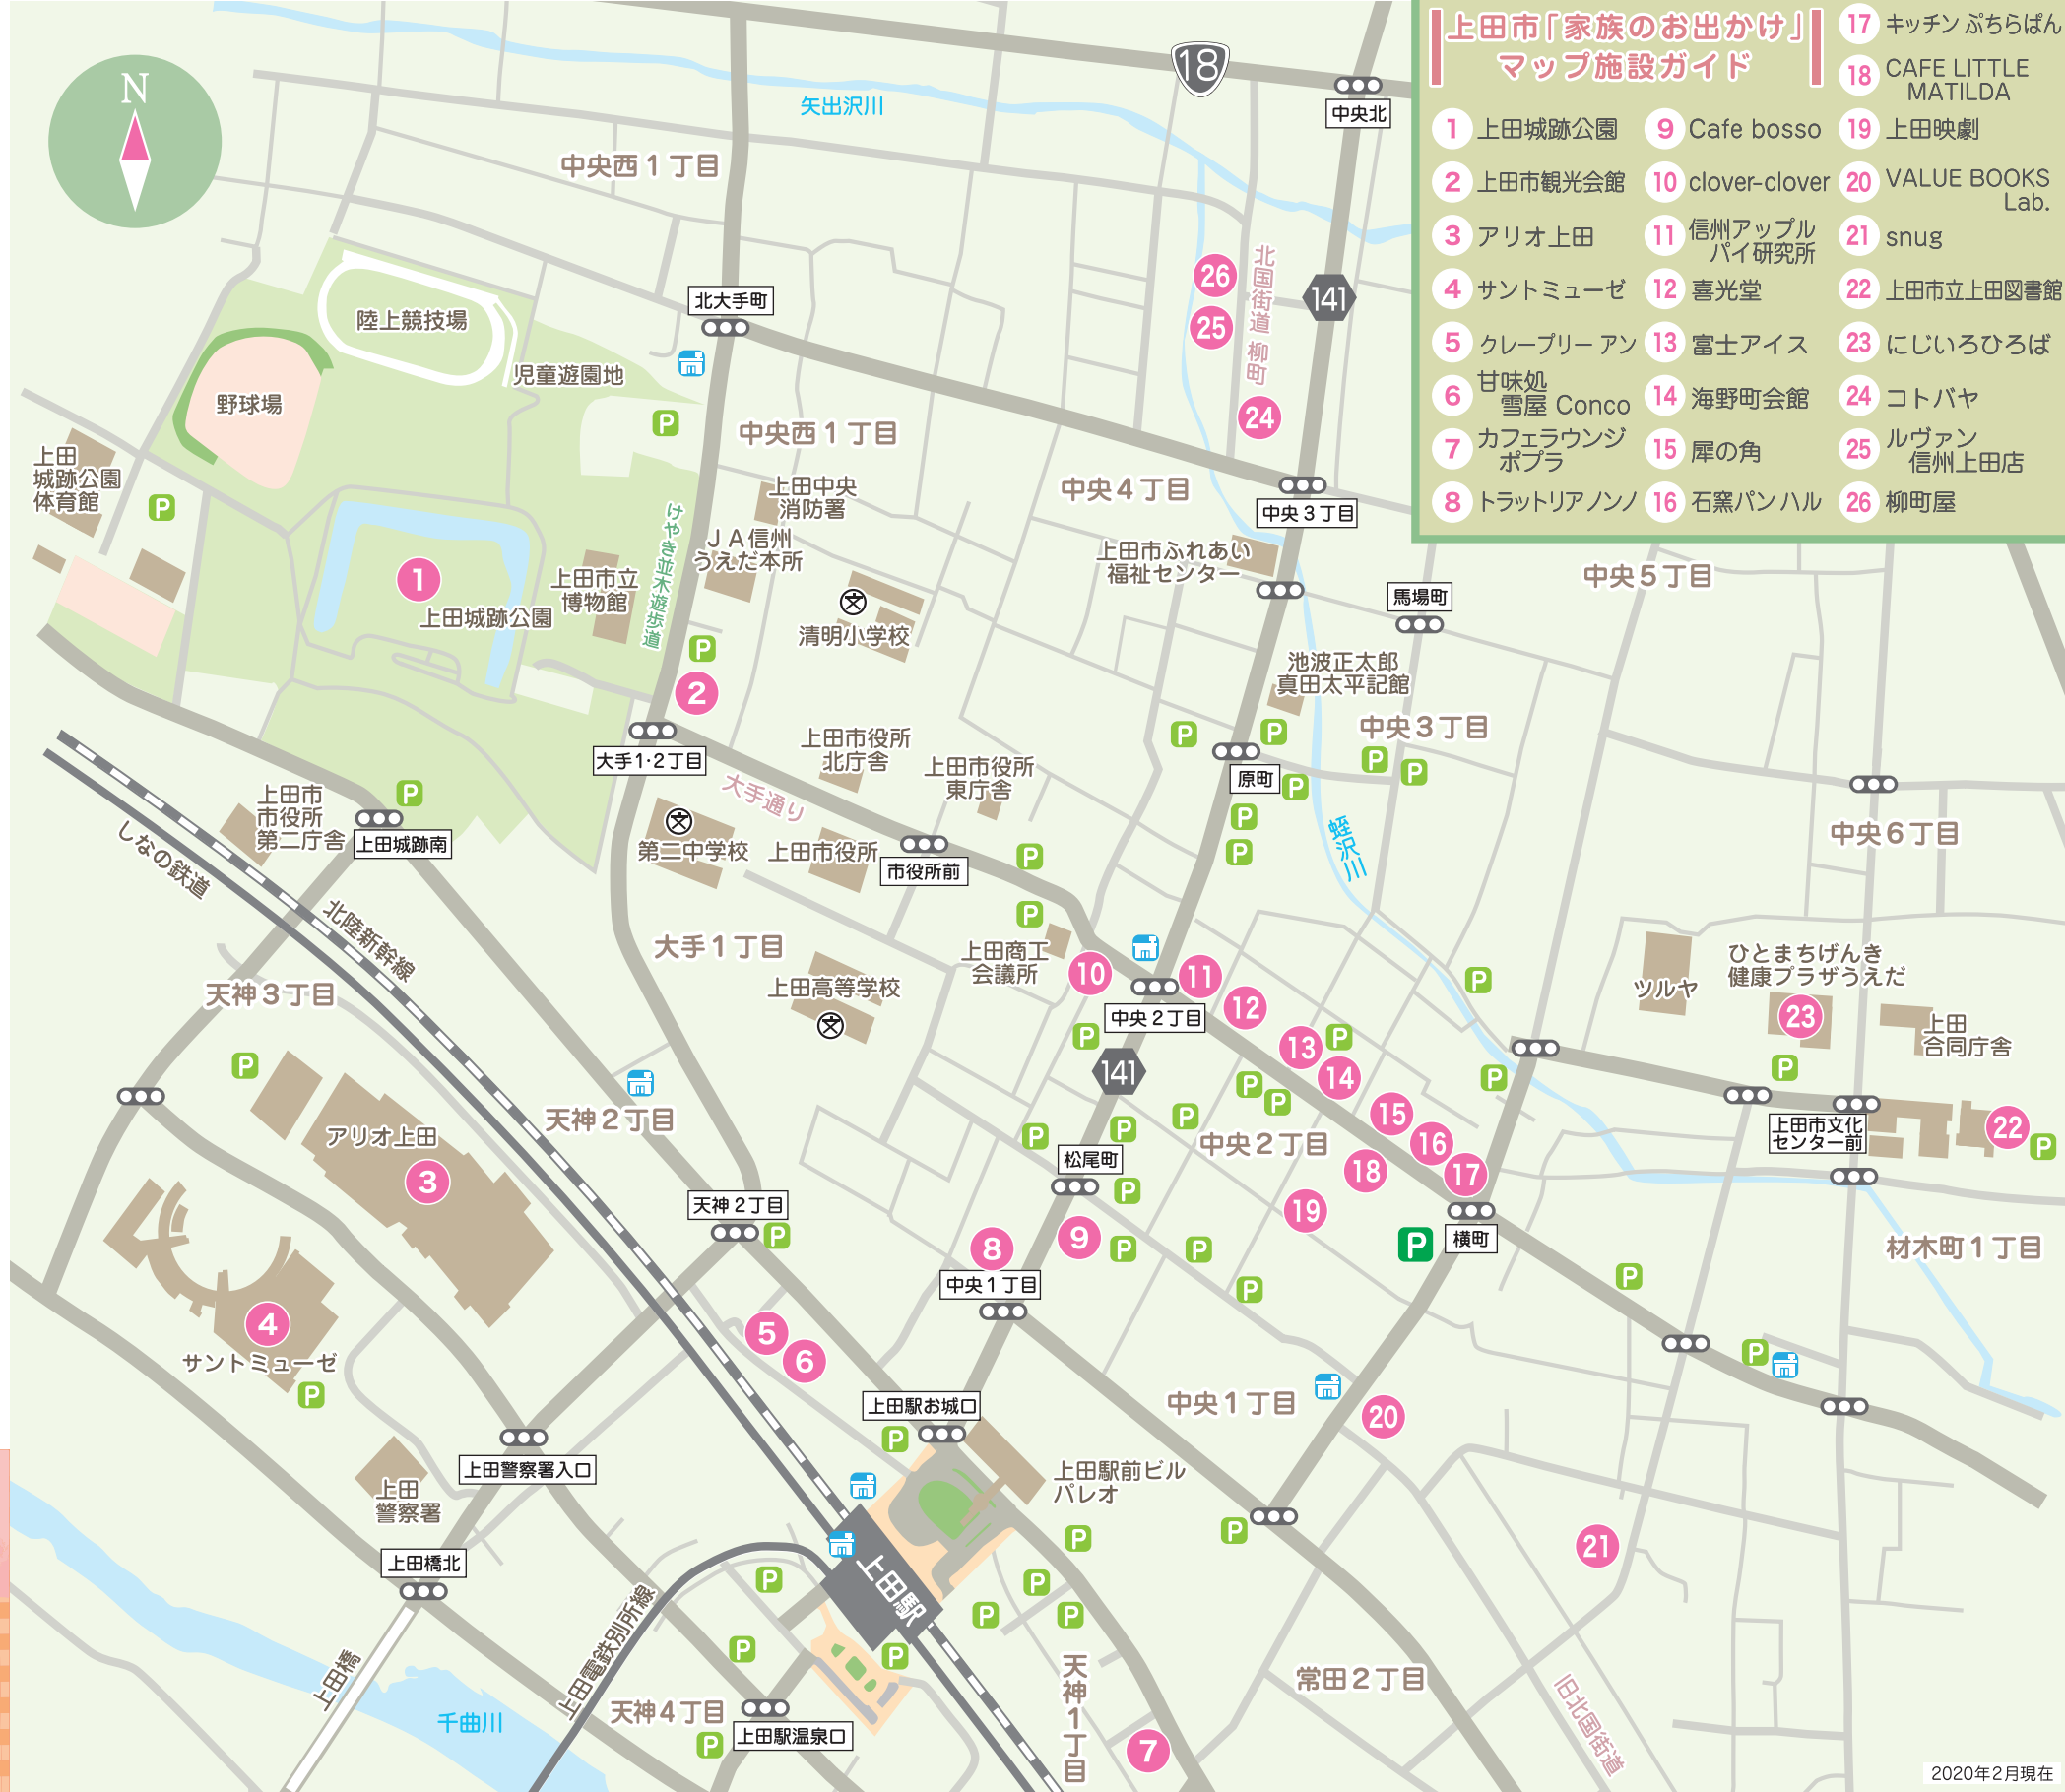 上田市「家族のお出かけ」
マップ施設ガイド
1 上田城跡公園
2 上田市観光会館
3 アリオ上田
4 サントミューゼ
5 クレープリー アン
6 甘味処
雪屋 Conco
7 カフェラウンジ
ポプラ
8 トラットリア ノンノ
9 Cafe bosso
10 clover-clover
11 信州アップル
パイ研究所
12 喜光堂
13 富士アイス
14 海野町会館
15 犀の角
16 石窯パン ハル
17 キッチン ぷちらぱん
18 CAFE LITTLE
MATILDA
19 上田映劇
20 VALUE BOOKS
Lab.
21 snug
22 上田市立上田図書館
23 にじいろひろば
24 コトバヤ
25 ルヴァン
信州上田店
26 柳町屋
N
18
矢出沢川
中央北
中央西1丁目
北国街道 柳町
26
25
24
141
北大手町
陸上競技場
児童遊園地
野球場
P
中央西1丁目
上田
城跡公園
体育館
P
上田中央
消防署
中央4丁目
中央3丁目
けやき並木遊歩道
JA信州
うえだ本所
上田市ふれあい
福祉センター
中央5丁目
1
上田城跡公園
上田市立
博物館
清明小学校
馬場町
P
2
池波正太郎
真田太平記館
中央3丁目
大手1・2丁目
上田市役所
北庁舎
上田市役所
東庁舎
P
P
P
P
原町
P
P
P
大手通り
上田市
市役所
第二庁舎
P
上田城跡南
第二中学校
上田市役所
市役所前
P
P
蛭沢川
中央6丁目
しなの鉄道
北陸新幹線
大手1丁目
上田商工
会議所
10
11
12
中央2丁目
P
ツルヤ
ひとまちげんき
健康プラザうえだ
23
上田
合同庁舎
天神3丁目
上田高等学校
P
P
13
P
14
P
P
P
P
アリオ上田
3
天神2丁目
141
P
P
P
中央2丁目
15
16
17
18
19
上田市文化
センター前
22
P
松尾町
P
天神2丁目
P
8
9
P
P
P
P
横町
材木町1丁目
中央1丁目
P
4
サントミューゼ
P
5
6
P
上田駅お城口
P
中央1丁目
20
上田警察署入口
上田
警察署
上田駅前ビル
パレオ
P
P
21
上田橋北
上田駅
P
P
P
P
P
P
上田橋
上田電鉄別所線
千曲川
天神4丁目
P
上田駅温泉口
天神1丁目
7
常田2丁目
旧北国街道
2020年2月現在